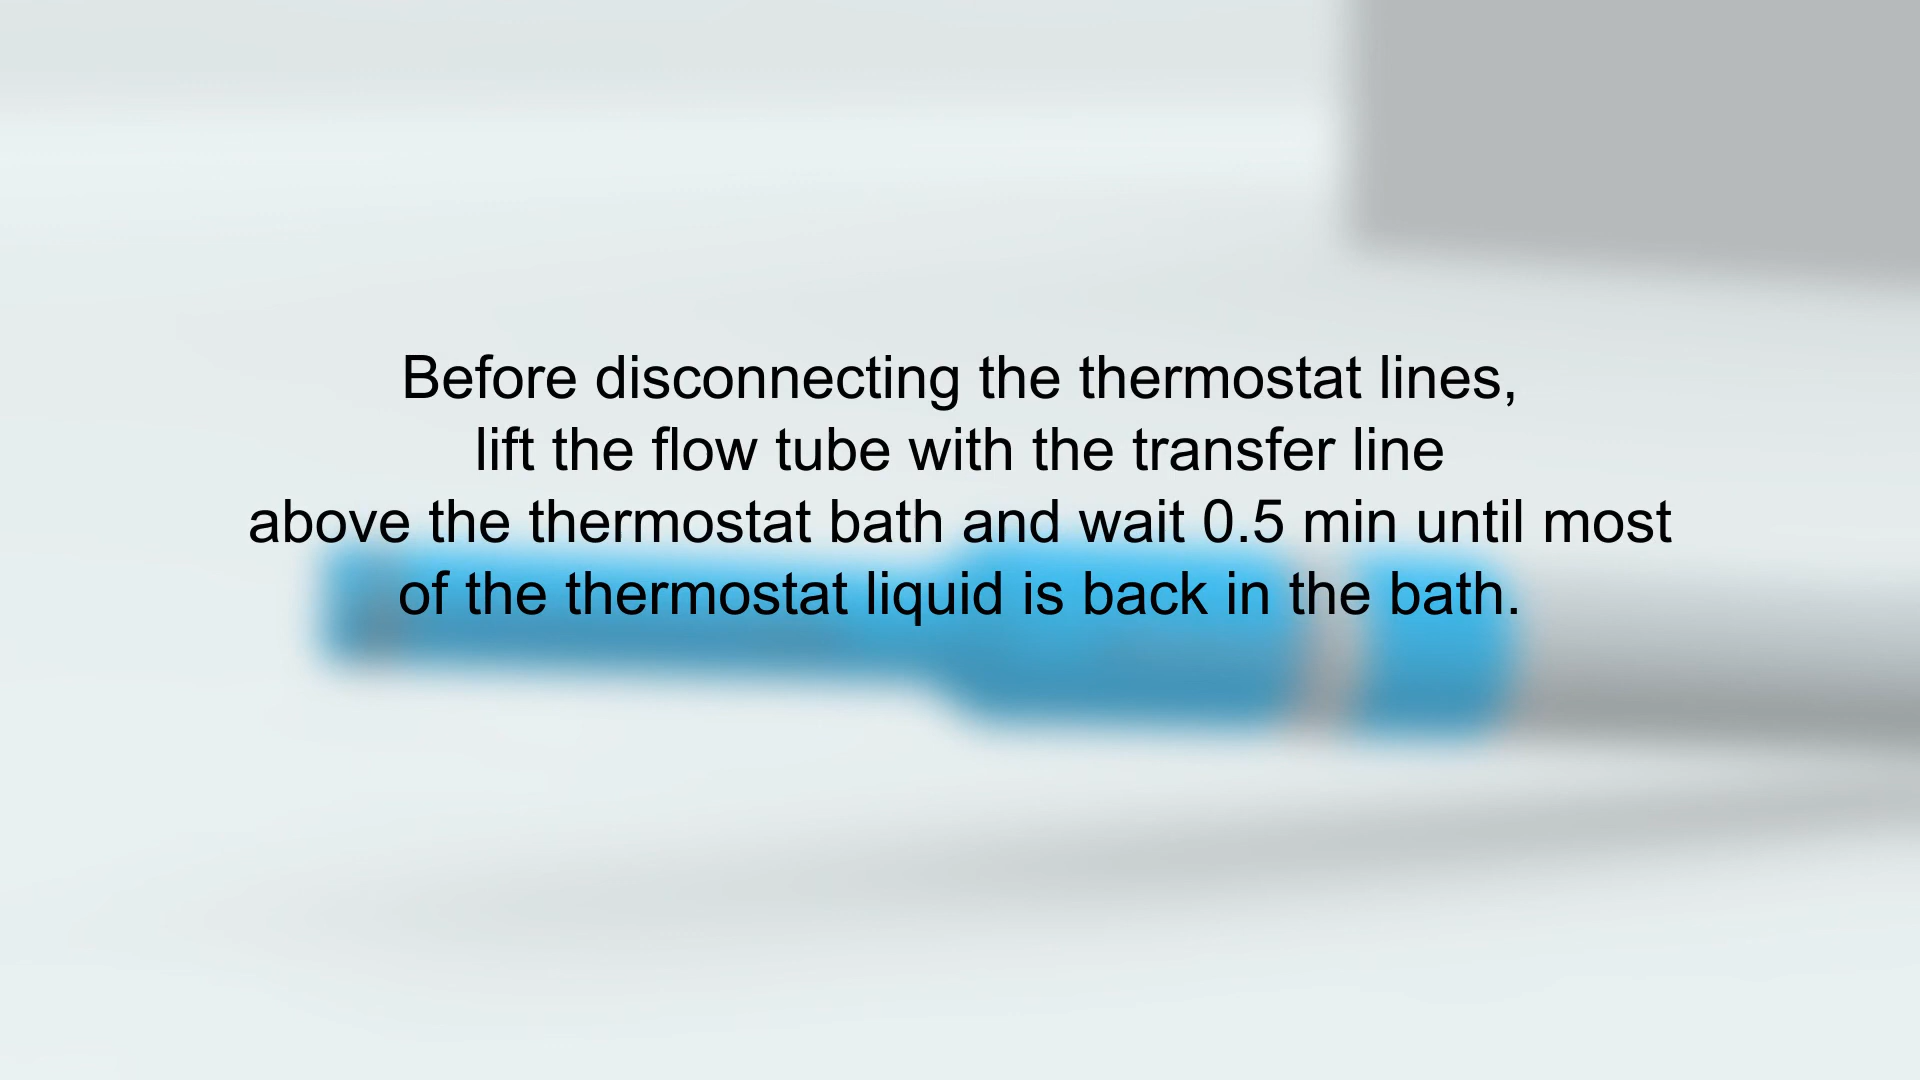 Before disconnecting the thermostat lines,
lift the flow tube with the transfer line
above the thermostat bath and wait 0.5 min until most
of the thermostat liquid is back in the bath.